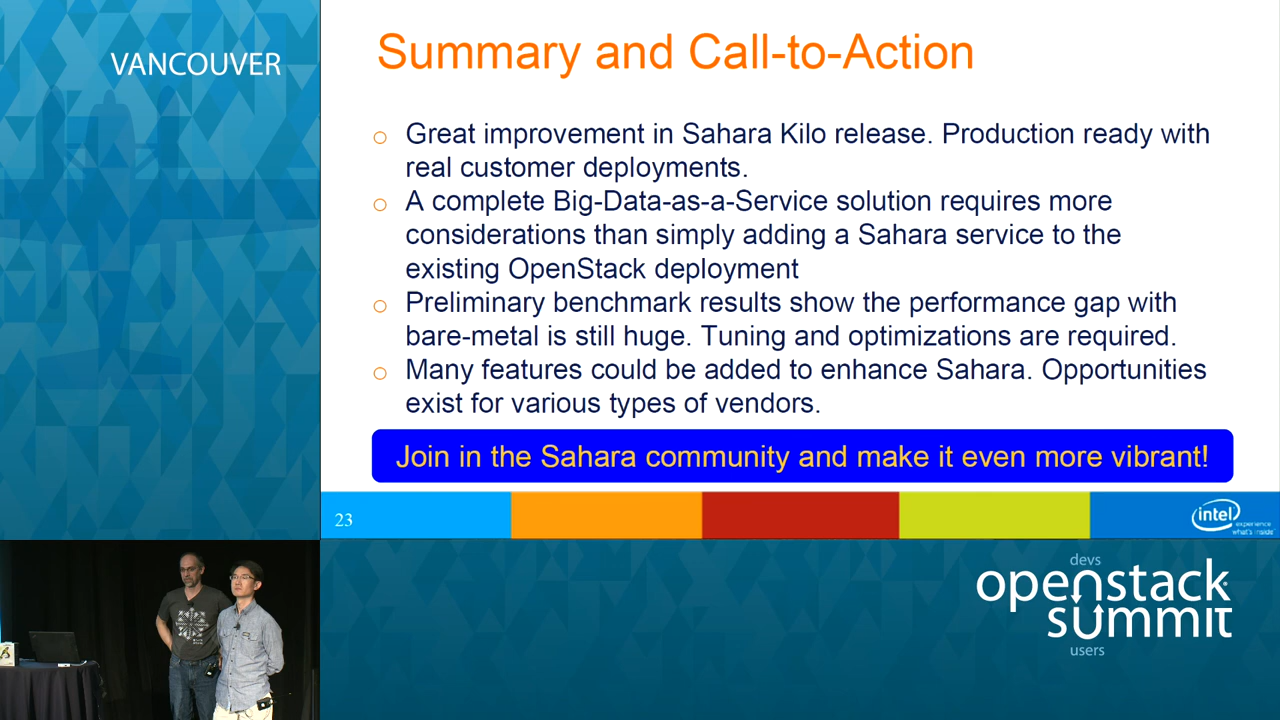 VANCOUVER
Summary and Call-to-Action
o Great improvement in Sahara Kilo release. Production ready with
real customer deployments.
o A complete Big-Data-as-a-Service solution requires more
considerations than simply adding a Sahara service to the
existing OpenStack deployment
o Preliminary benchmark results show the performance gap with
bare-metal is still huge. Tuning and optimizations are required.
o Many features could be added to enhance Sahara. Opportunities
exist for various types of vendors.
Join in the Sahara community and make it even more vibrant!
23
intel
experience
what's inside™
devs
openstack
summit
users